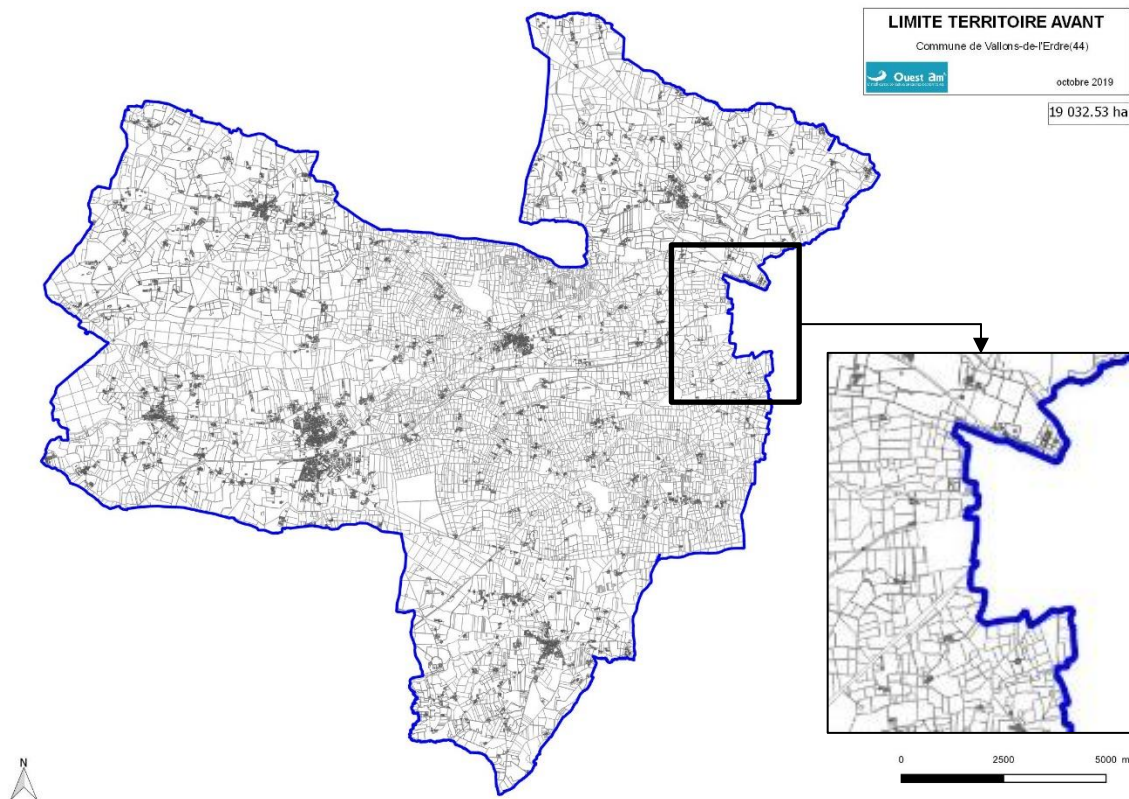 LIMITE TERRITOIRE AVANT
Commune de Vallons-de-l'Erdre(44)
Ouest am'
octobre 2019
19 032.53 ha
N
0 2500 5000 m